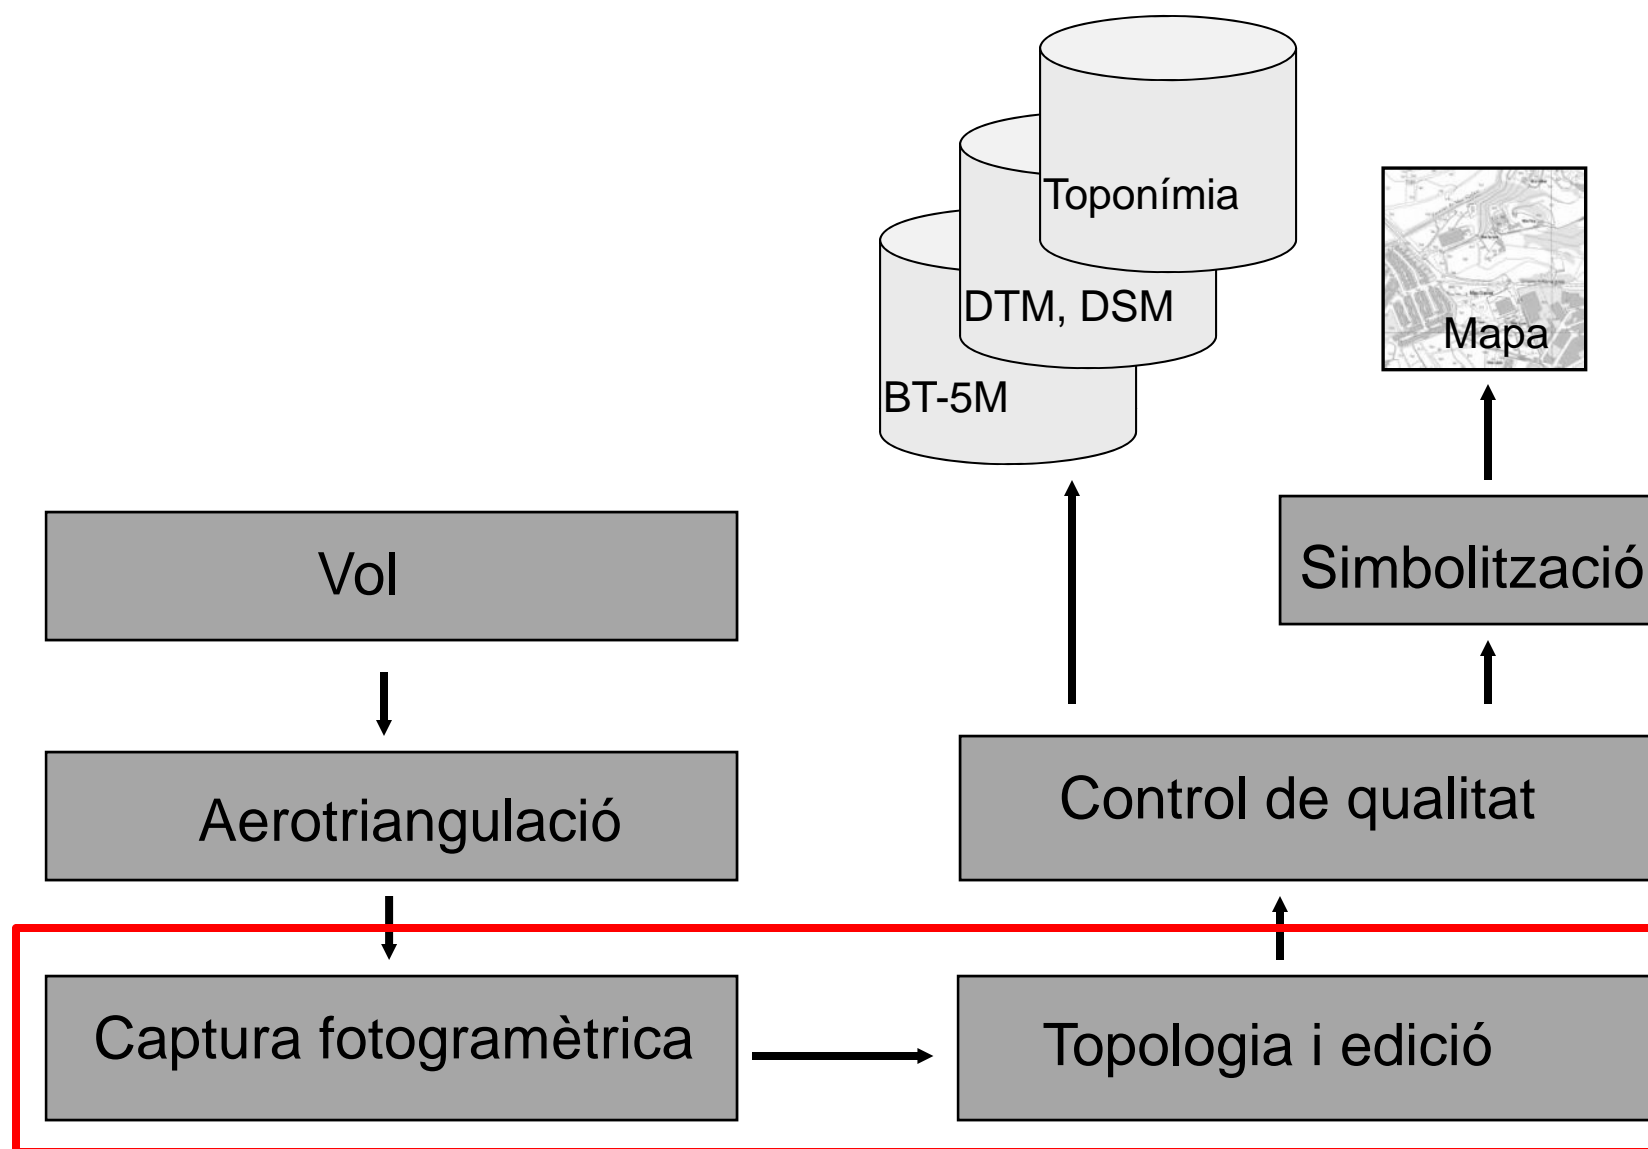 Toponímia
DTM, DSM
BT-5M
Mapa
Vol
Simbolització
Aerotriangulació
Control de qualitat
Captura fotogramètrica
Topologia i edició